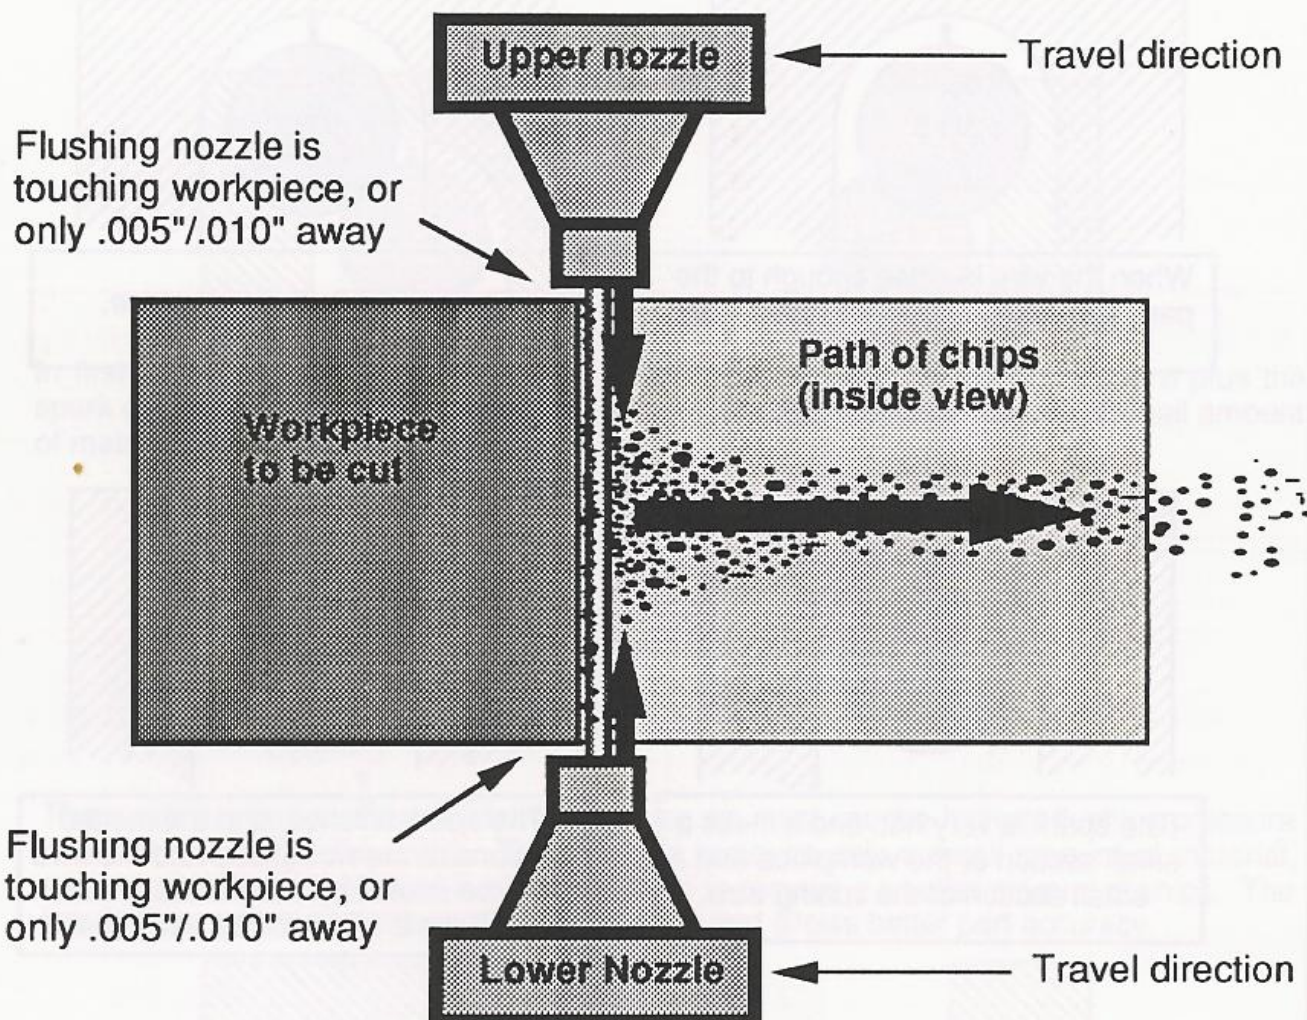 Upper nozzle
Travel direction
Flushing nozzle is
touching workpiece, or
only .005"/.010" away
Path of chips
(inside view)
Workpiece
to be cut
Flushing nozzle is
touching workpiece, or
only .005"/.010" away
Lower Nozzle
Travel direction